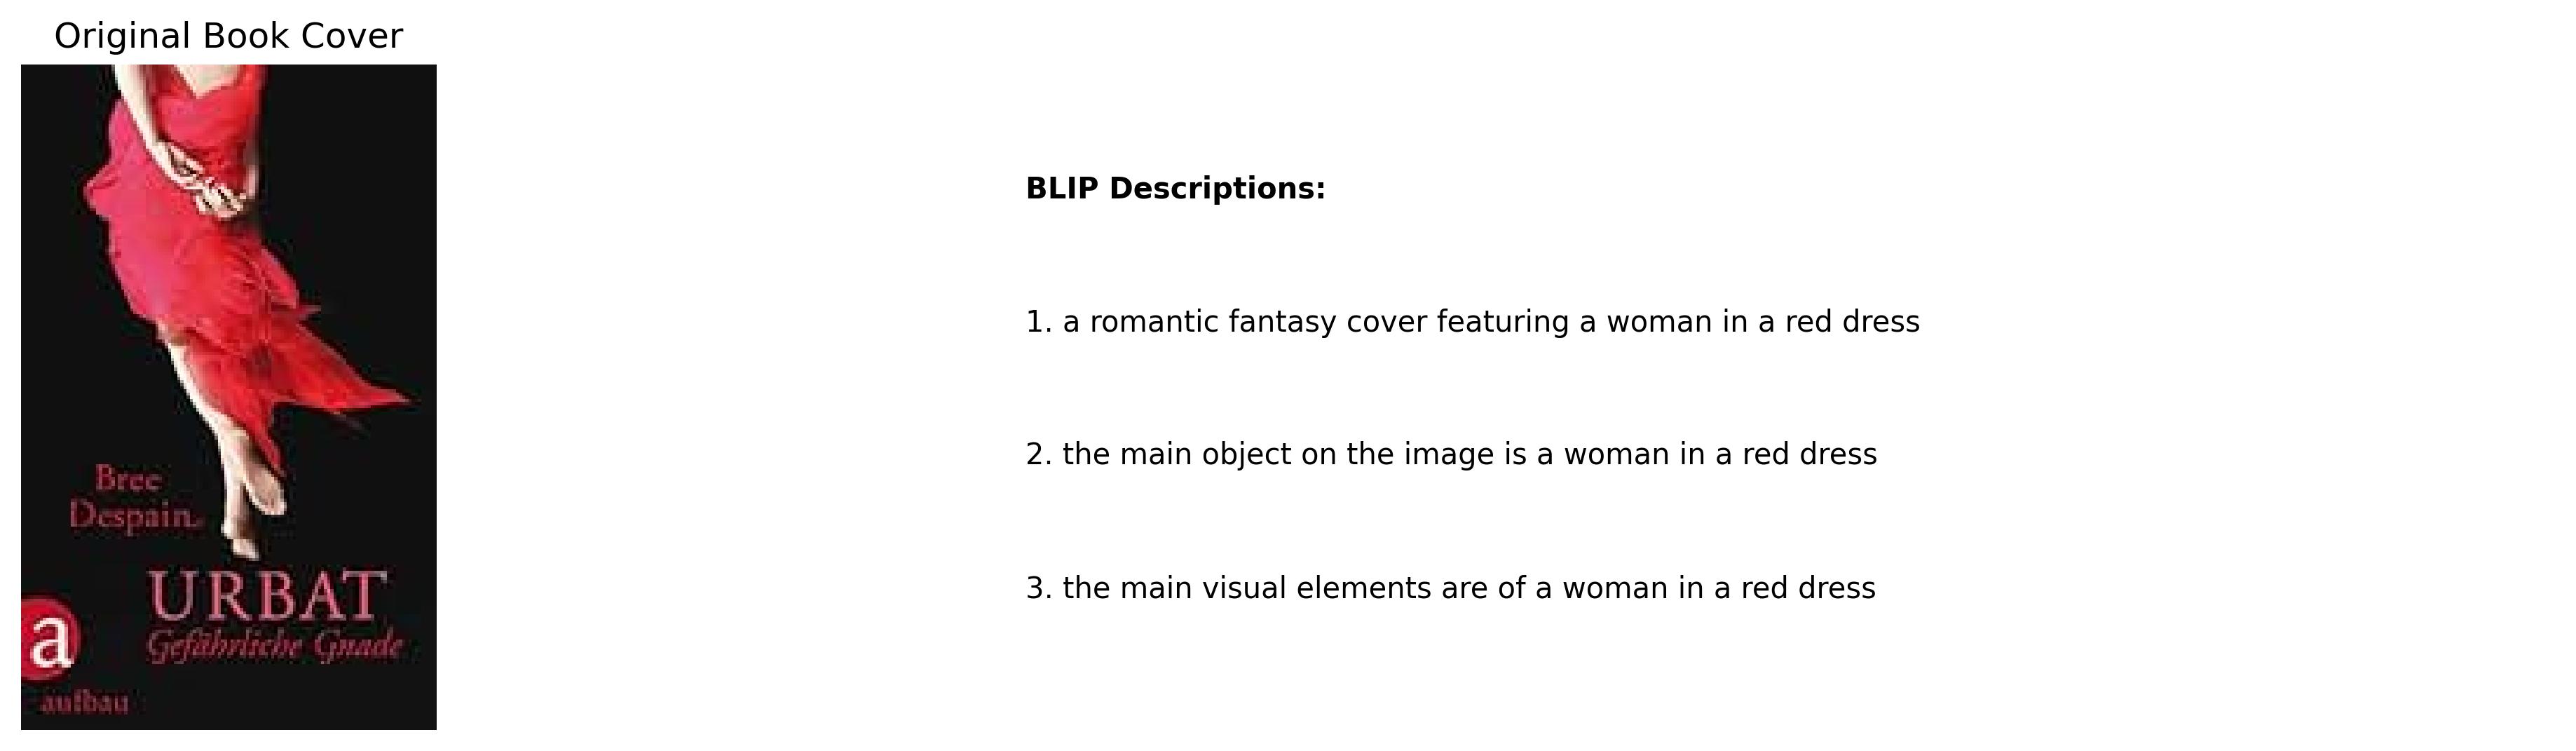 Original Book Cover
Bree
Despain
URBAT
Gefährliche Gnade
a
aufbau
BLIP Descriptions:
1. a romantic fantasy cover featuring a woman in a red dress
2. the main object on the image is a woman in a red dress
3. the main visual elements are of a woman in a red dress